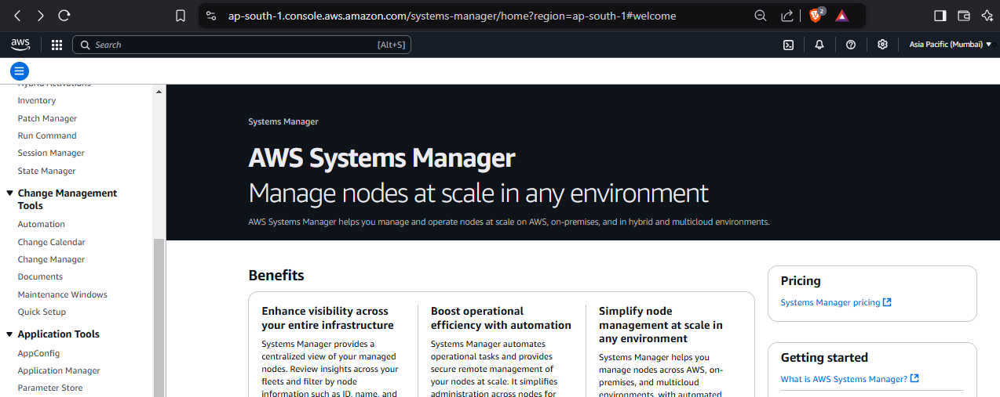 ap-south-1.console.aws.amazon.com/systems-manager/home?region=ap-south-1#welcome
2
aws
Search
[Alt+S]
Asia Pacific (Mumbai)
Hybrid Activations
Inventory
Patch Manager
Run Command
Session Manager
State Manager
Change Management
Tools
Automation
Change Calendar
Change Manager
Documents
Maintenance Windows
Quick Setup
Application Tools
AppConfig
Application Manager
Parameter Store
Systems Manager
AWS Systems Manager
Manage nodes at scale in any environment
AWS Systems Manager helps you manage and operate nodes at scale on AWS, on-premises, and in hybrid and multicloud environments.
Benefits
Enhance visibility across
your entire infrastructure
Systems Manager provides a
centralized view of your managed
nodes. Review insights across your
fleets and filter by node
information such as ID, name, and
Boost operational
efficiency with automation
Systems Manager automates
operational tasks and provides
secure remote management of
your nodes at scale. It simplifies
administration across nodes for
Simplify node
management at scale in
any environment
Systems Manager helps you
manage nodes across AWS, on-
premises, and multicloud
environments, with automated
Pricing
Systems Manager pricing
Getting started
What is AWS Systems Manager?